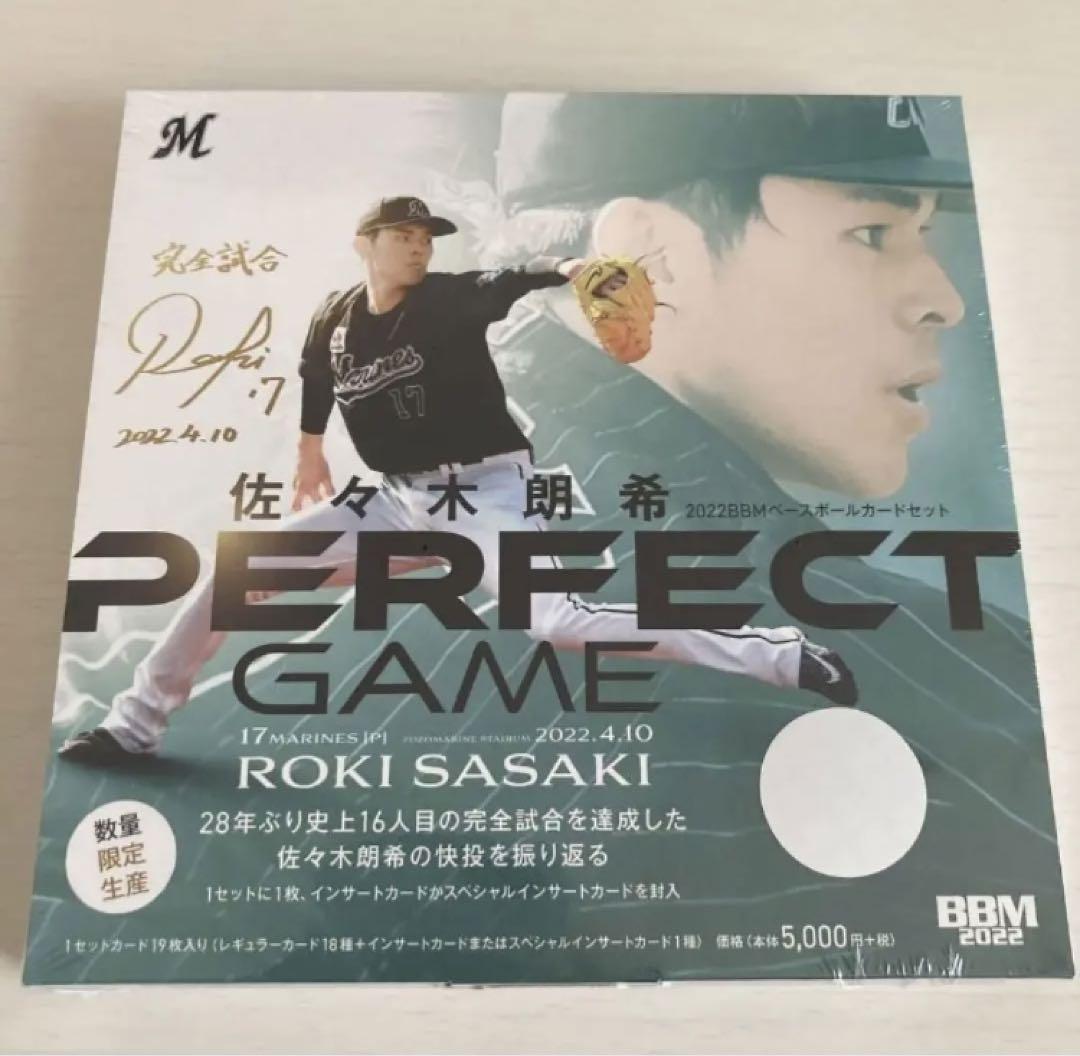 M
完全試合
Roki
17
2022.4.10
佐々木朗希 2022BBMベースボールカードセット
PERFECT
GAME
17 MARINES [P] ZOZOMARINE STADIUM 2022.4.10
ROKI SASAKI
28年ぶり史上16人目の完全試合を達成した
佐々木朗希の快投を振り返る
1セットに1枚、インサートカードかスペシャルインサートカードを封入
数量
限定
生産
1セットカード19枚入り(レギュラーカード18種+インサートカードまたはスペシャルインサートカード1種) 価格(本体5,000円+税)
BBM
2022
M
Marines
17